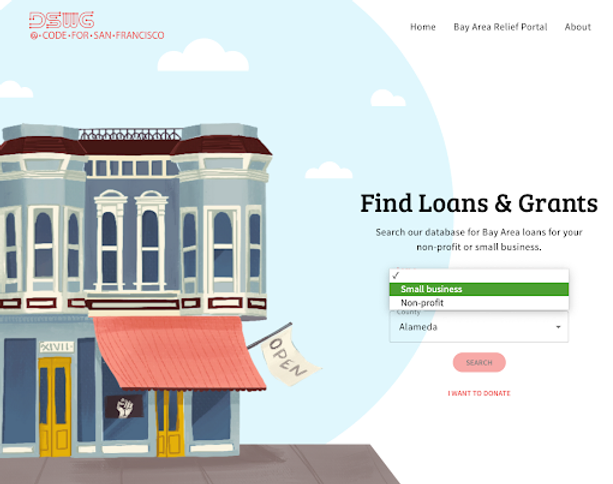 DSWG
@•CODE•FOR•SAN•FRANCISCO
Home
Bay Area Relief Portal
About
Find Loans & Grants
Search our database for Bay Area loans for your
non-profit or small business.
✓
Small business
Non-profit
County
Alameda
SEARCH
I WANT TO DONATE
OPEN